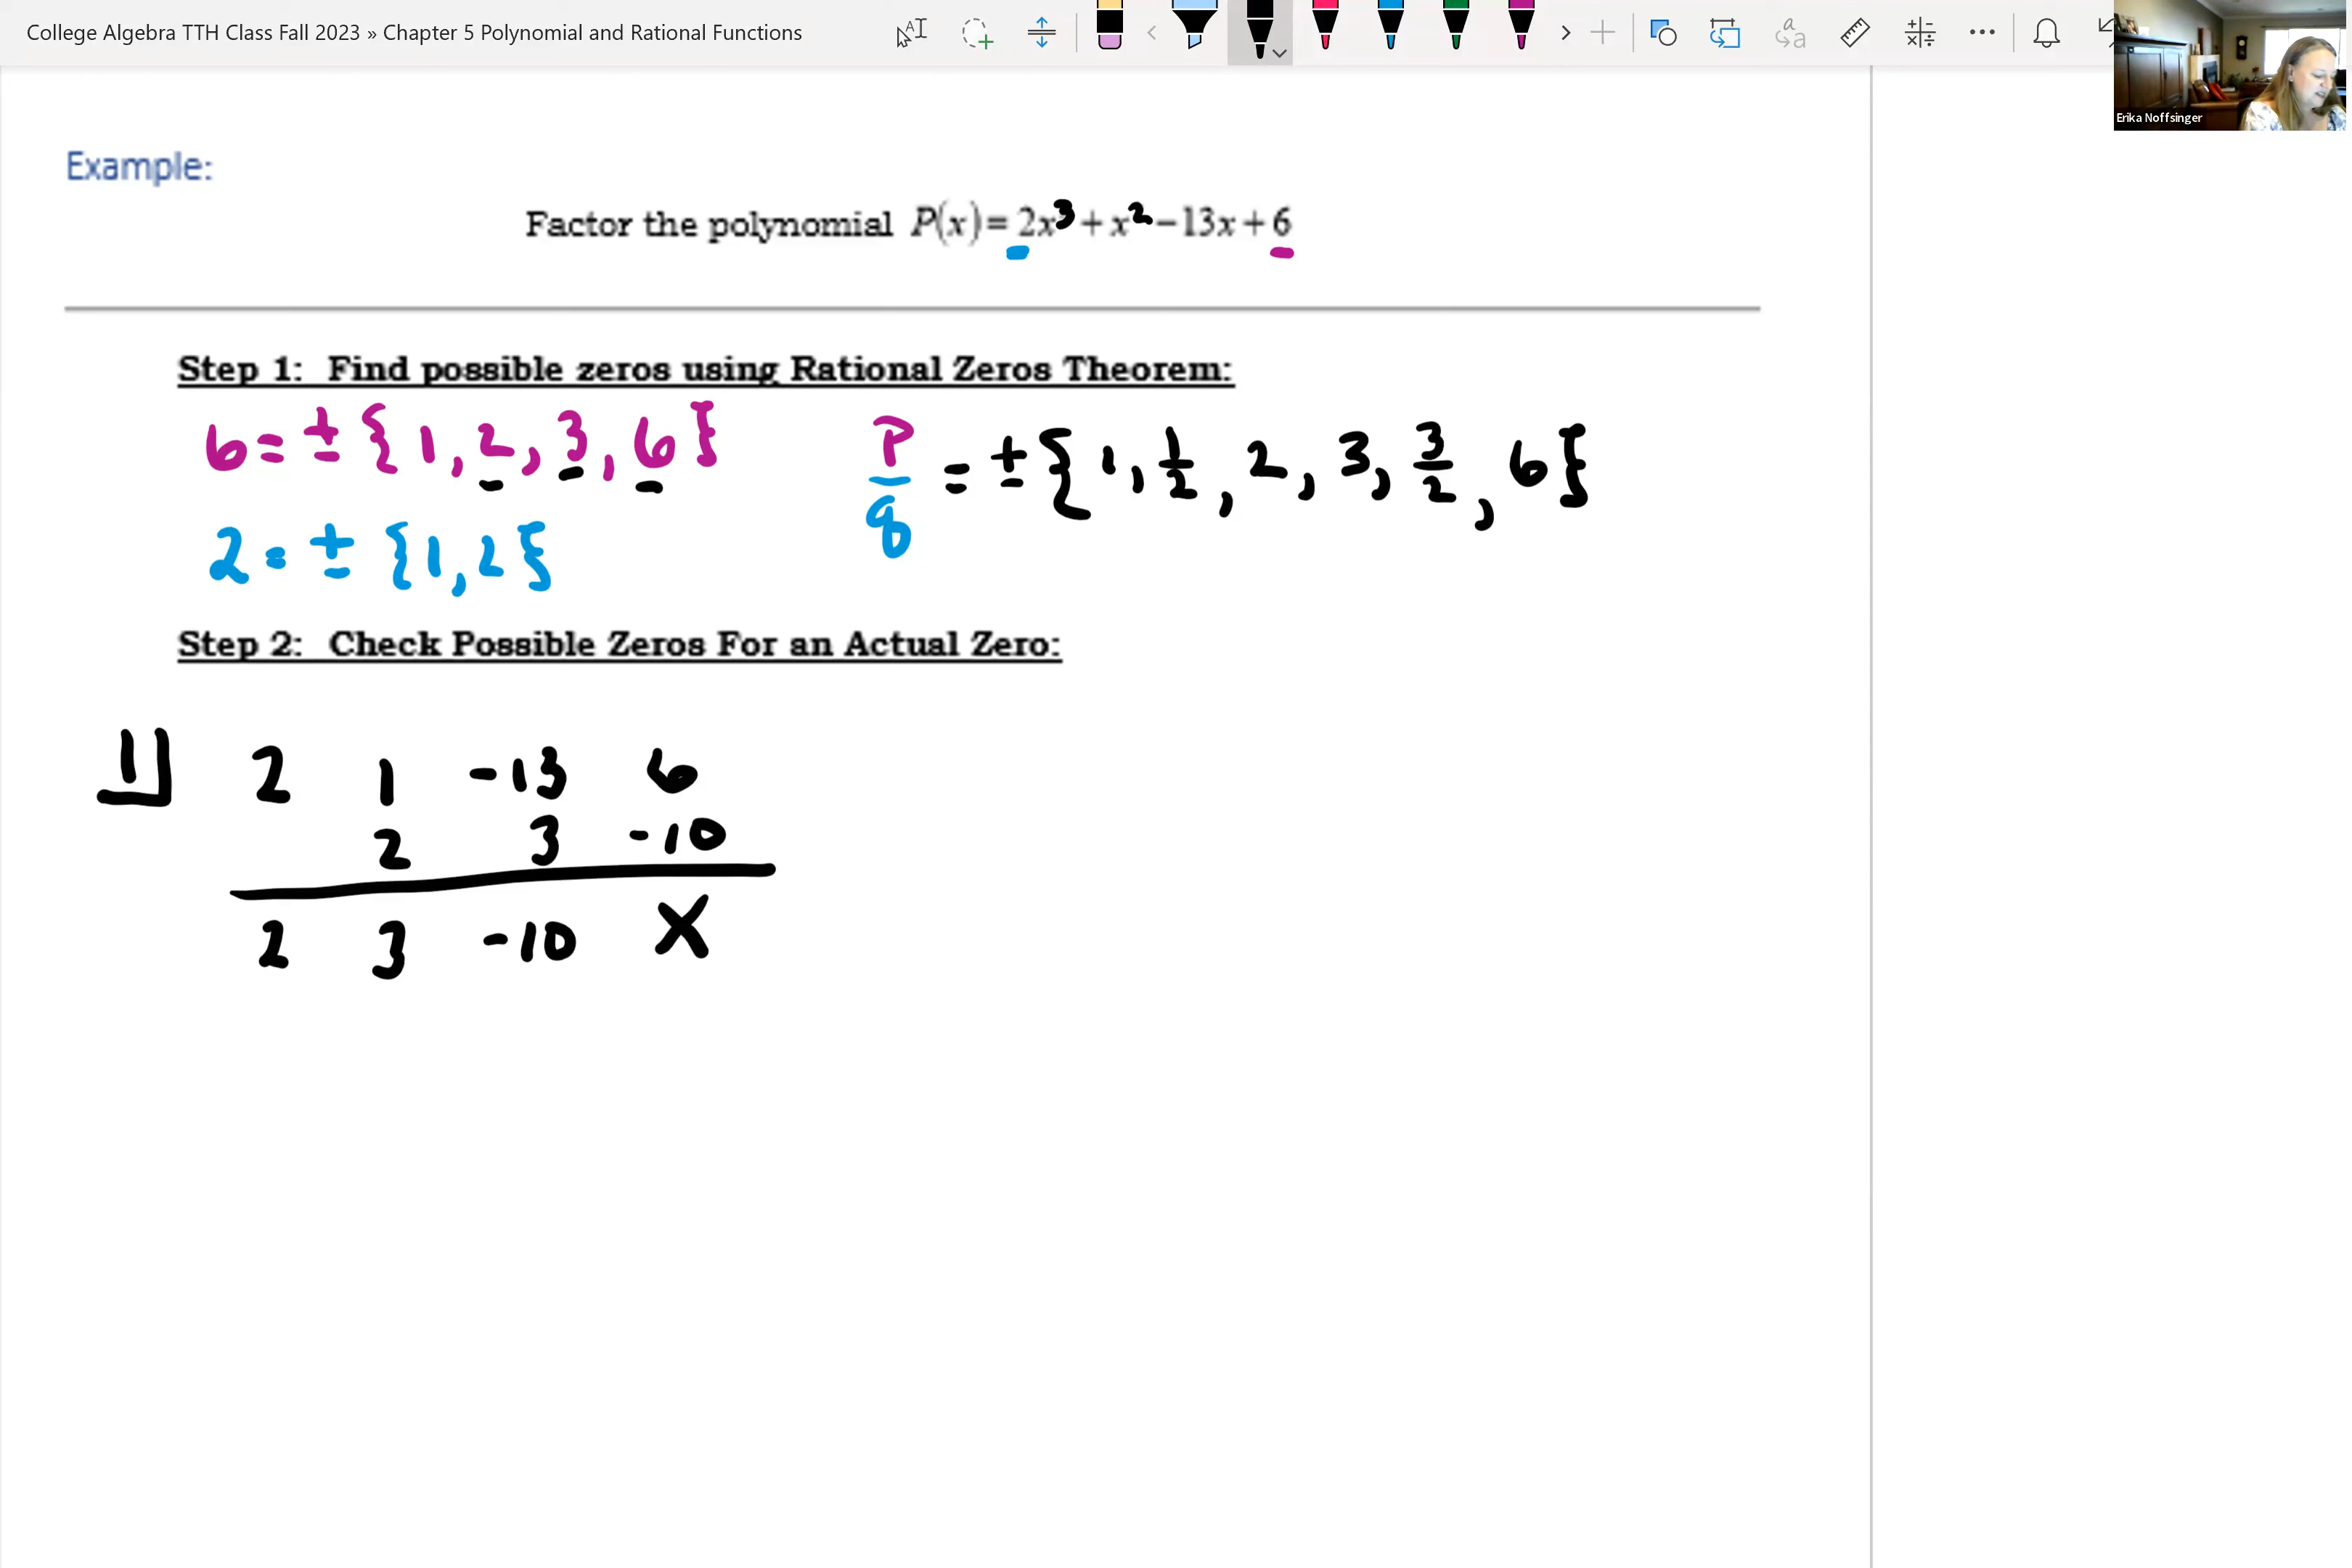 College Algebra TTH Class Fall 2023 » Chapter 5 Polynomial and Rational Functions
Erika Noffsinger
Example:
Factor the polynomial P(x) = 2x³ + x² − 13x + 6
Step 1: Find possible zeros using Rational Zeros Theorem:
6 = ± {1, 2, 3, 6}
P/q = ± {1, 1/2, 2, 3, 3/2, 6}
2 = ± {1, 2}
Step 2: Check Possible Zeros For an Actual Zero:
1 2 1 -13 6
2 3 -10
2 3 -10 X